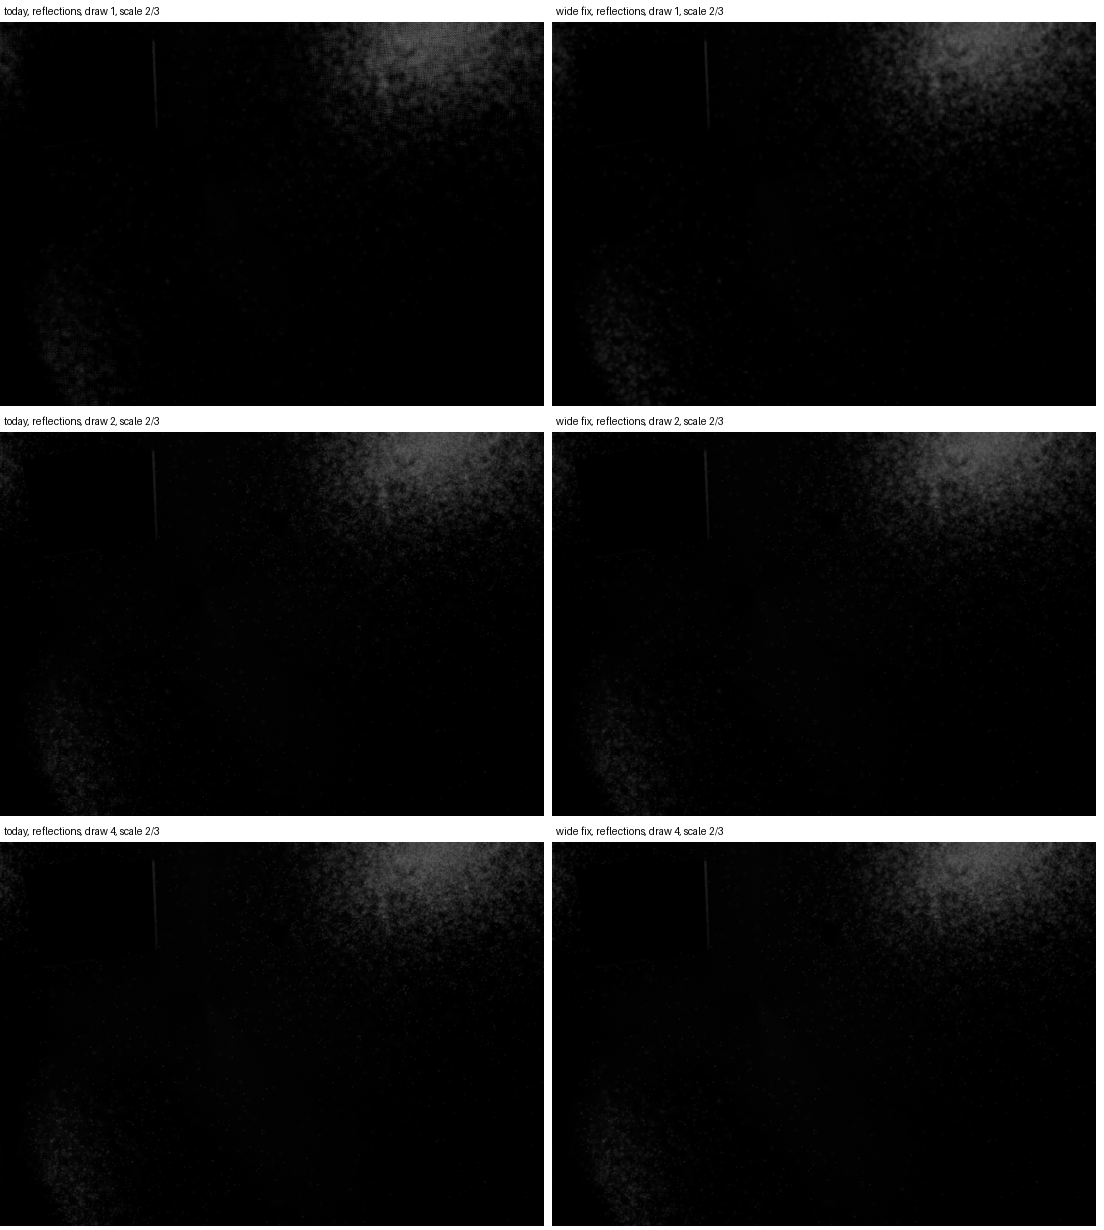 today, reflections, draw 1, scale 2/3
wide fix, reflections, draw 1, scale 2/3
today, reflections, draw 2, scale 2/3
wide fix, reflections, draw 2, scale 2/3
today, reflections, draw 4, scale 2/3
wide fix, reflections, draw 4, scale 2/3